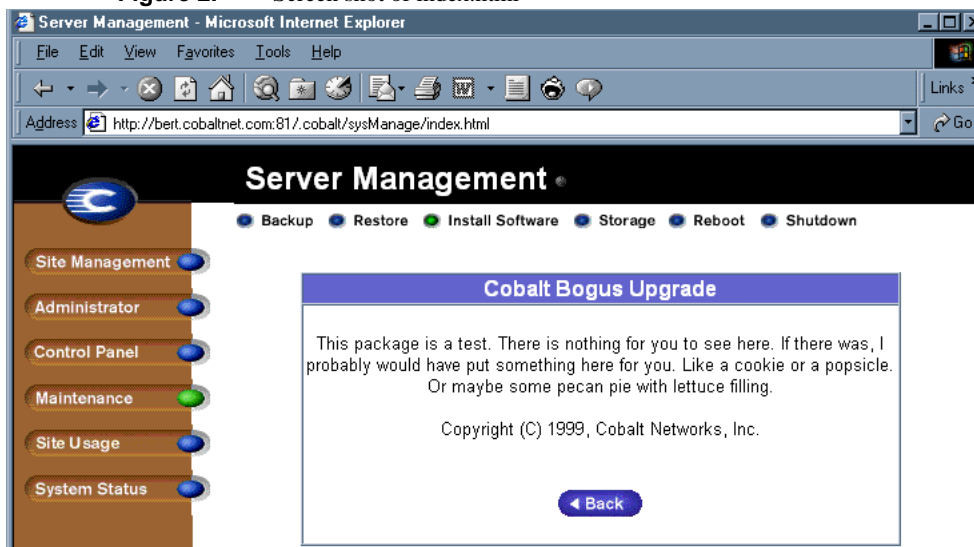 Server Management - Microsoft Internet Explorer
File Edit View Favorites Tools Help
Links
Address http://bert.cobaltnet.com:81/.cobalt/sysManage/index.html Go
Server Management
Backup Restore Install Software Storage Reboot Shutdown
Site Management
Administrator
Control Panel
Maintenance
Site Usage
System Status
Cobalt Bogus Upgrade
This package is a test. There is nothing for you to see here. If there was, I
probably would have put something here for you. Like a cookie or a popsicle.
Or maybe some pecan pie with lettuce filling.
Copyright (C) 1999, Cobalt Networks, Inc.
Back